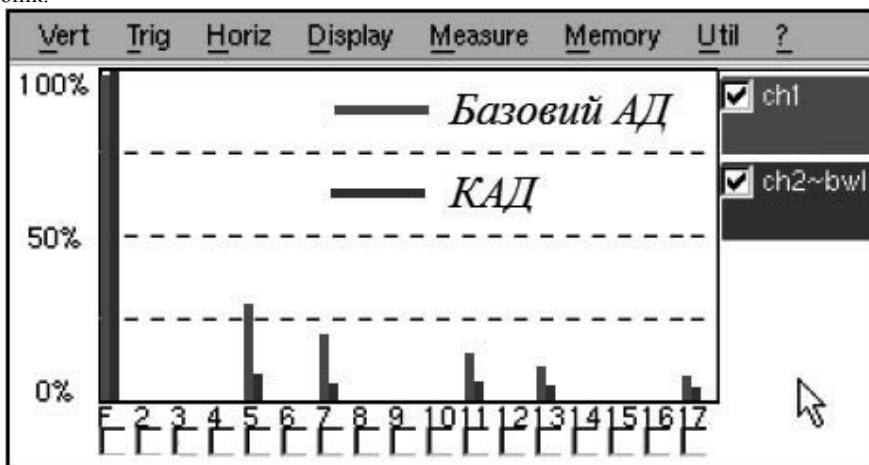 Vert Trig Horiz Display Measure Memory Util ?
100%
Базовий АД
ch1
КАД
ch2~bwl
50%
0%
F 2 3 4 5 6 7 8 9 10 11 12 13 14 15 16 17